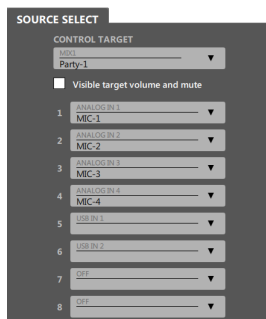 SOURCE SELECT
CONTROL TARGET
MIX1
Party-1
Visible target volume and mute
1 ANALOG IN 1
MIC-1
2 ANALOG IN 2
MIC-2
3 ANALOG IN 3
MIC-3
4 ANALOG IN 4
MIC-4
5 USB IN 1
6 USB IN 2
7 OFF
8 OFF